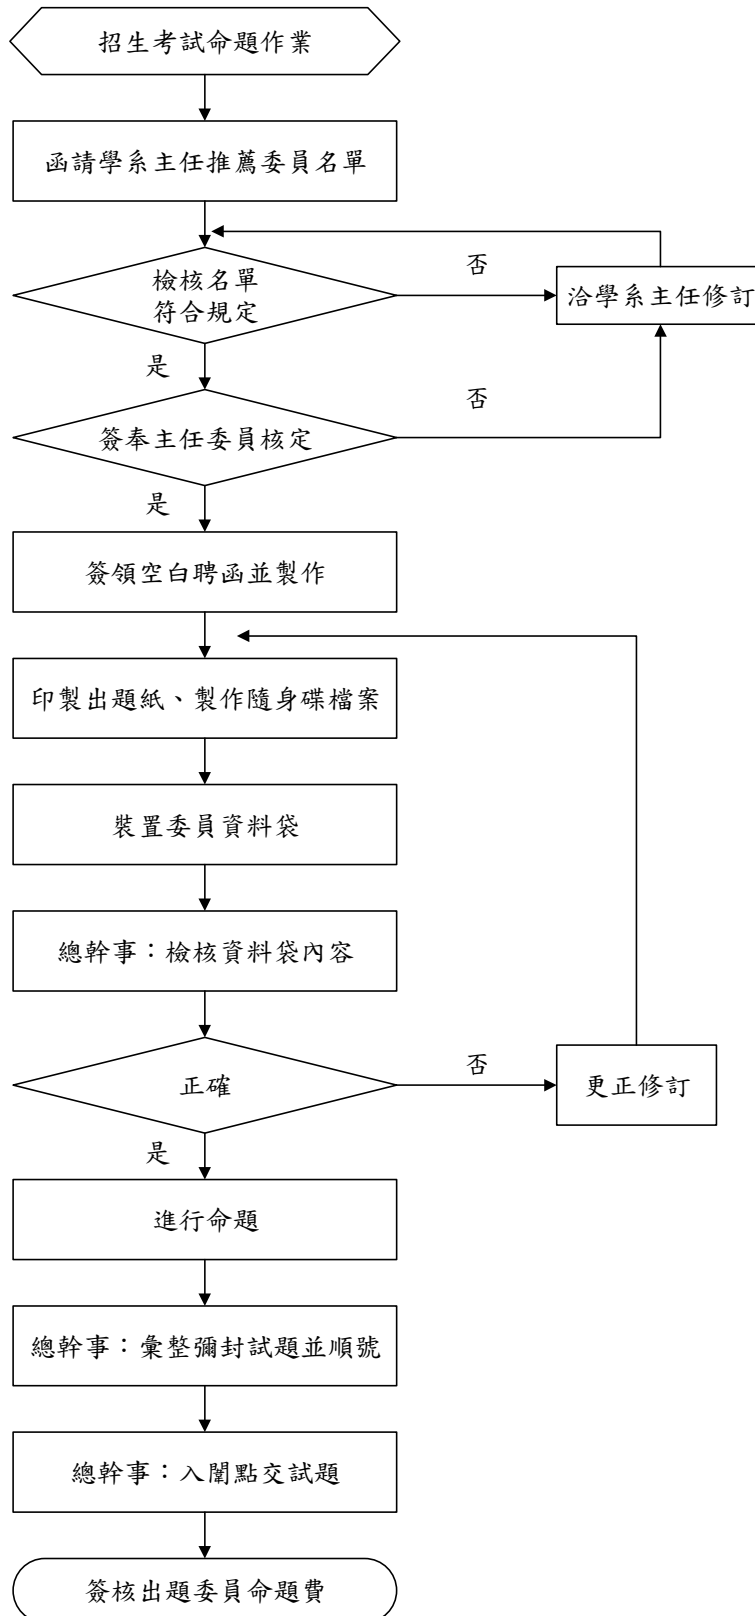 招生考試命題作業
函請學系主任推薦委員名單
檢核名單
符合規定
否
洽學系主任修訂
是
簽奉主任委員核定
否
是
簽領空白聘函並製作
印製出題紙、製作隨身碟檔案
裝置委員資料袋
總幹事：檢核資料袋內容
正確
否
更正修訂
是
進行命題
總幹事：彙整彌封試題並順號
總幹事：入闈點交試題
簽核出題委員命題費